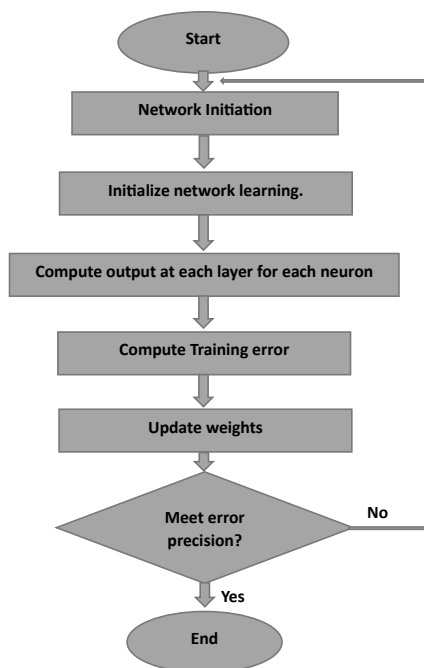 Start
Network Initiation
Initialize network learning.
Compute output at each layer for each neuron
Compute Training error
Update weights
Meet error
precision?
No
Yes
End